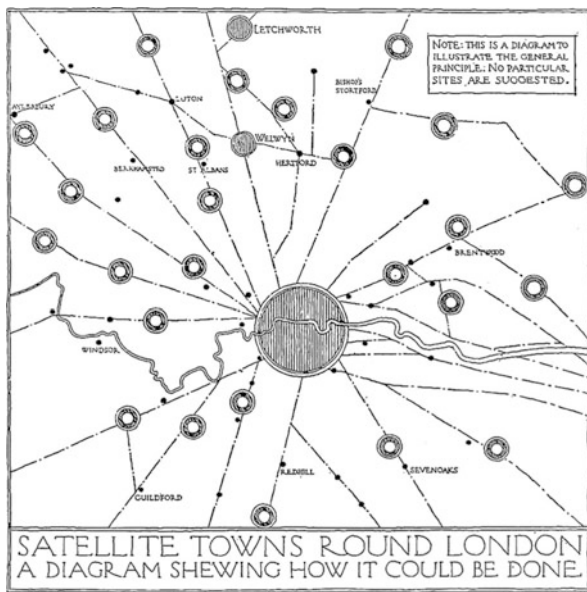 LETCHWORTH
NOTE: THIS IS A DIAGRAM TO
ILLUSTRATE THE GENERAL
PRINCIPLE: NO PARTICULAR
SITES ARE SUGGESTED.
BISHOP'S
STORTFORD
AYLESBURY
LUTON
WELWYN
HERTFORD
BERKHAMSTED
ST ALBANS
BRENTWOOD
WINDSOR
REDHILL
SEVENOAKS
GUILDFORD
SATELLITE TOWNS ROUND LONDON
A DIAGRAM SHEWING HOW IT COULD BE DONE